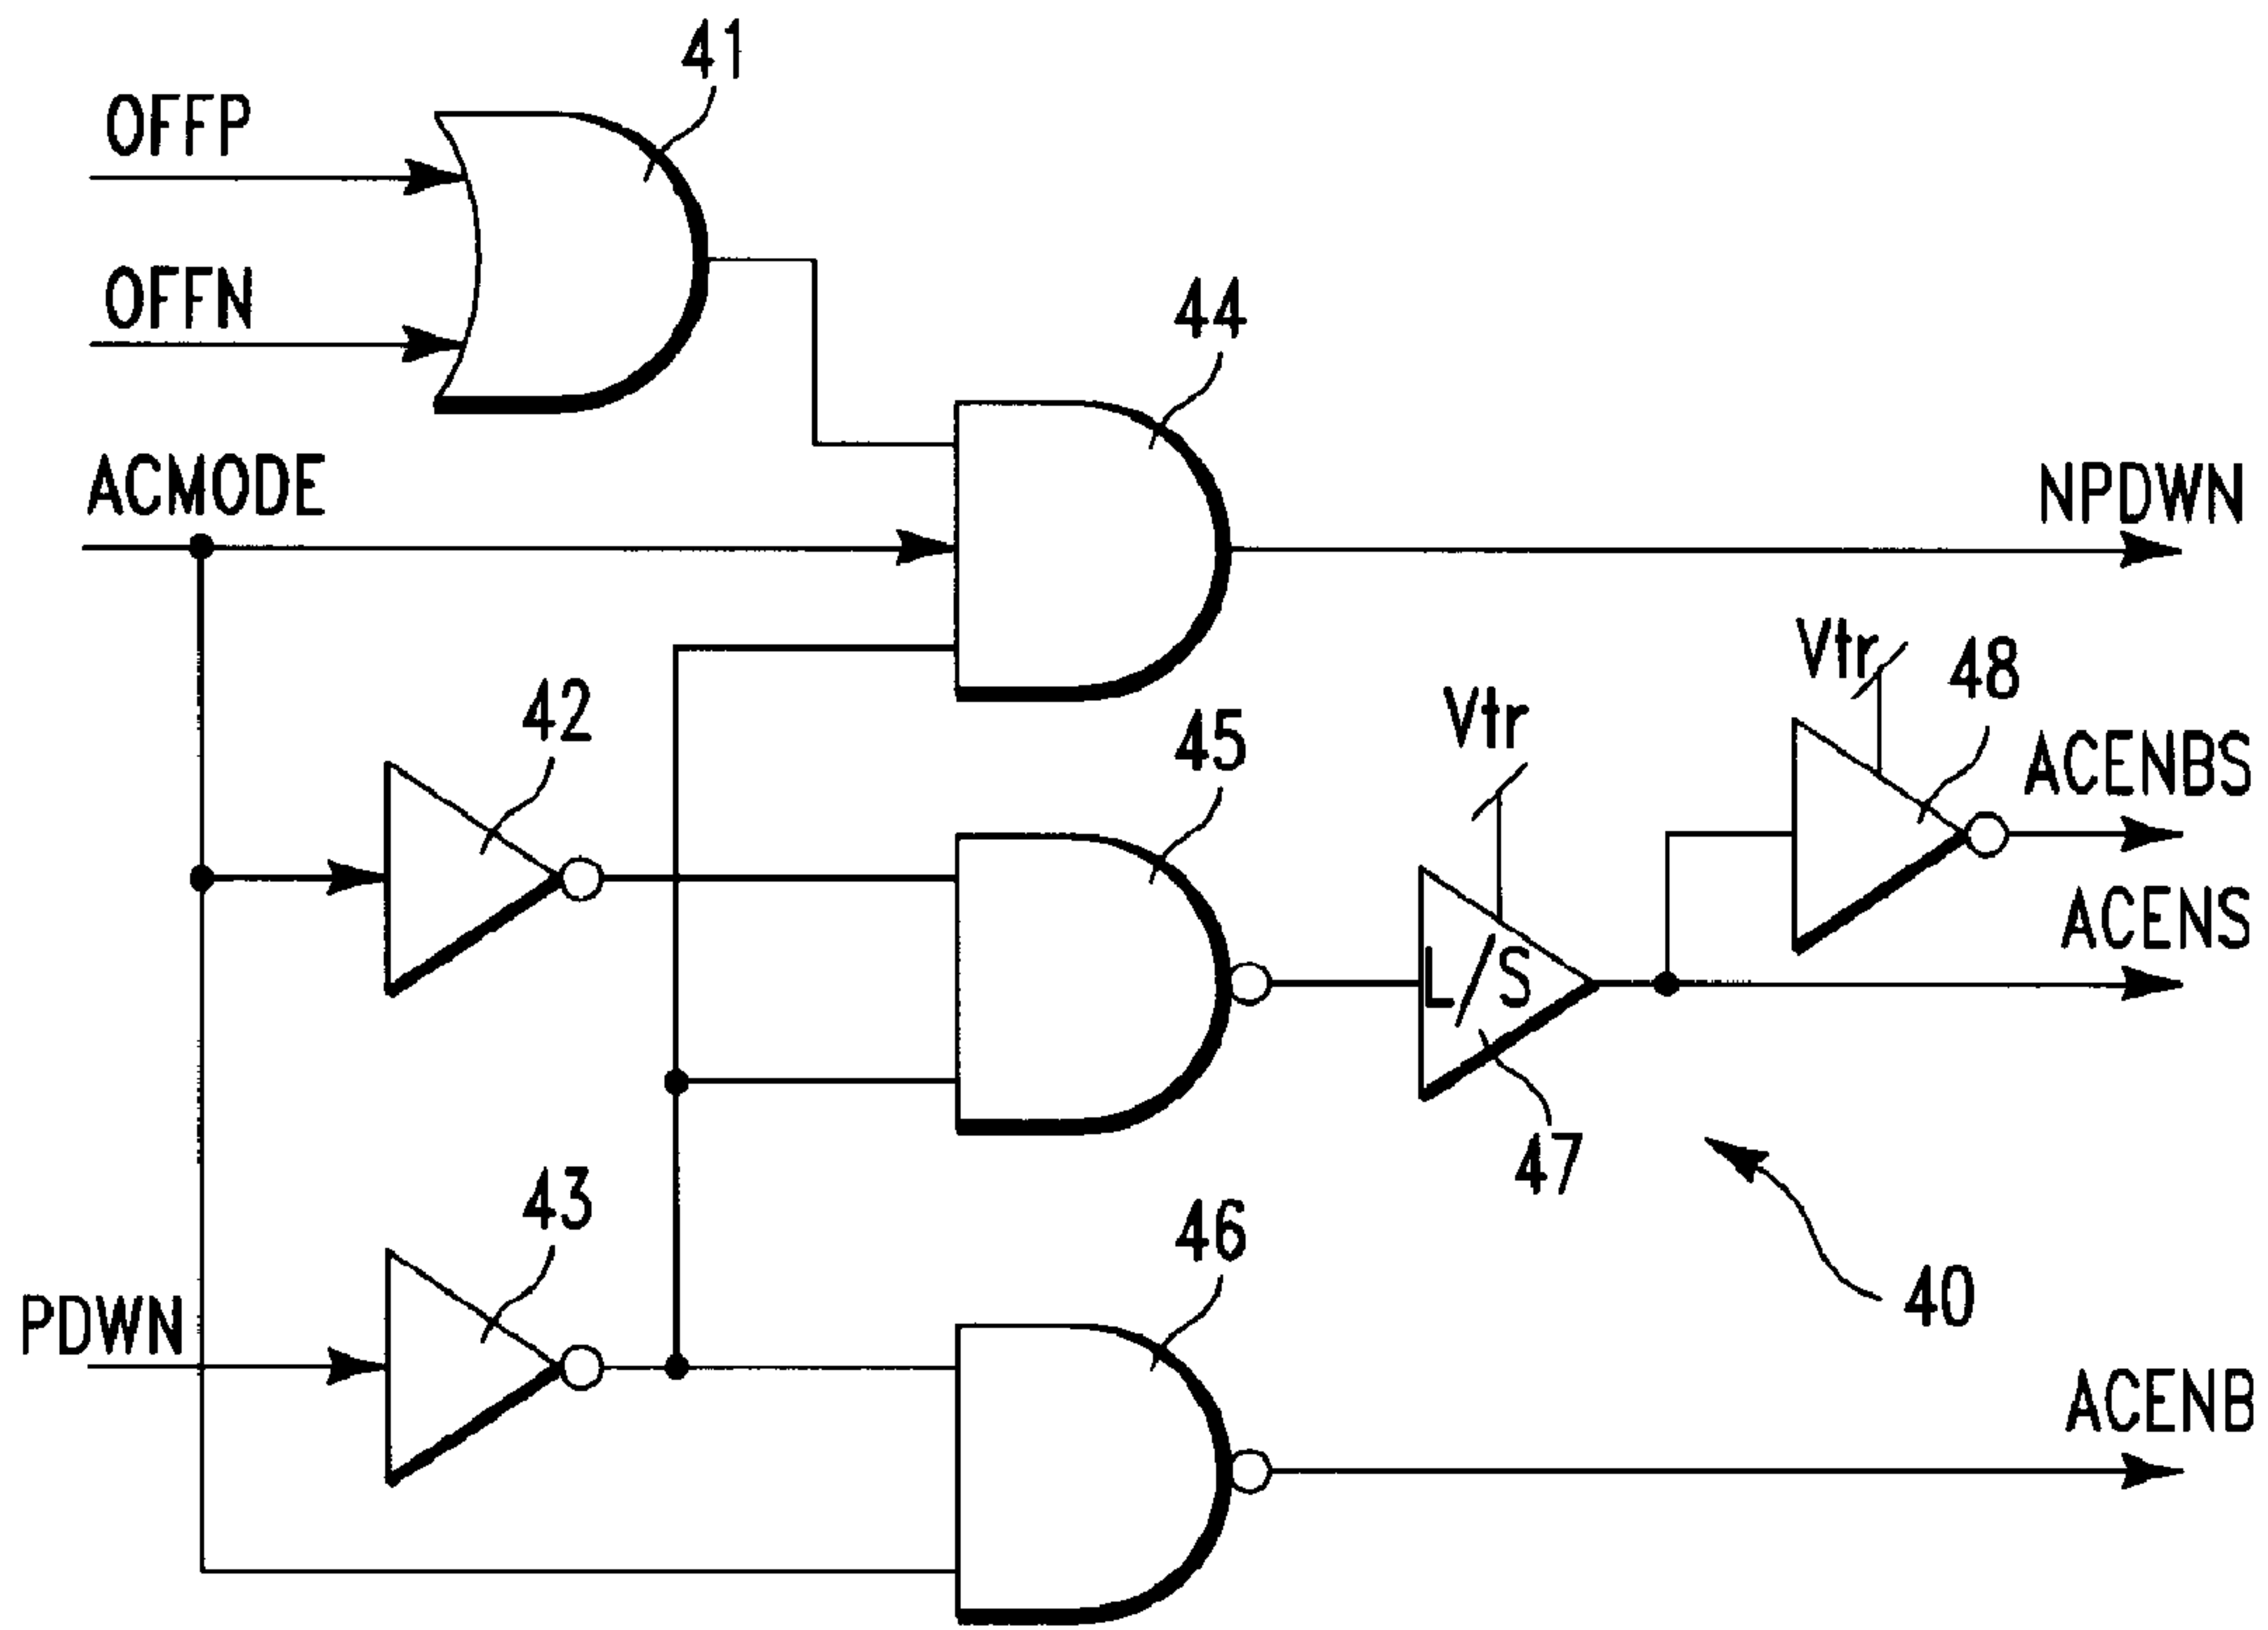 41
OFFP
OFFN
44
ACMODE
NPDWN
Vtr
48
42
Vtr
45
ACENBS
ACENS
L/S
47
43
46
40
PDWN
ACENB